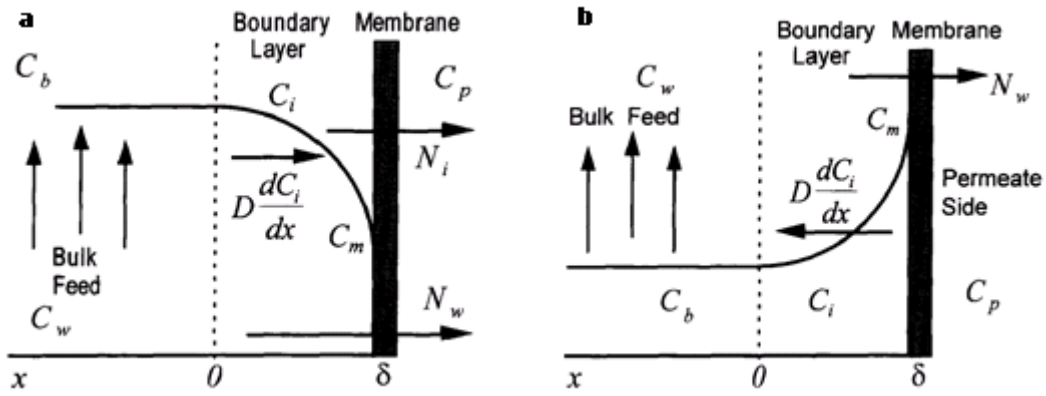 a
Boundary
Layer
Membrane
C_b
C_i
C_p
N_i
D dC_i/dx
C_m
Bulk
Feed
C_w
N_w
x
0
δ
b
Boundary
Layer
Membrane
C_w
N_w
Bulk Feed
C_m
D dC_i/dx
Permeate
Side
C_b
C_i
C_p
x
0
δ